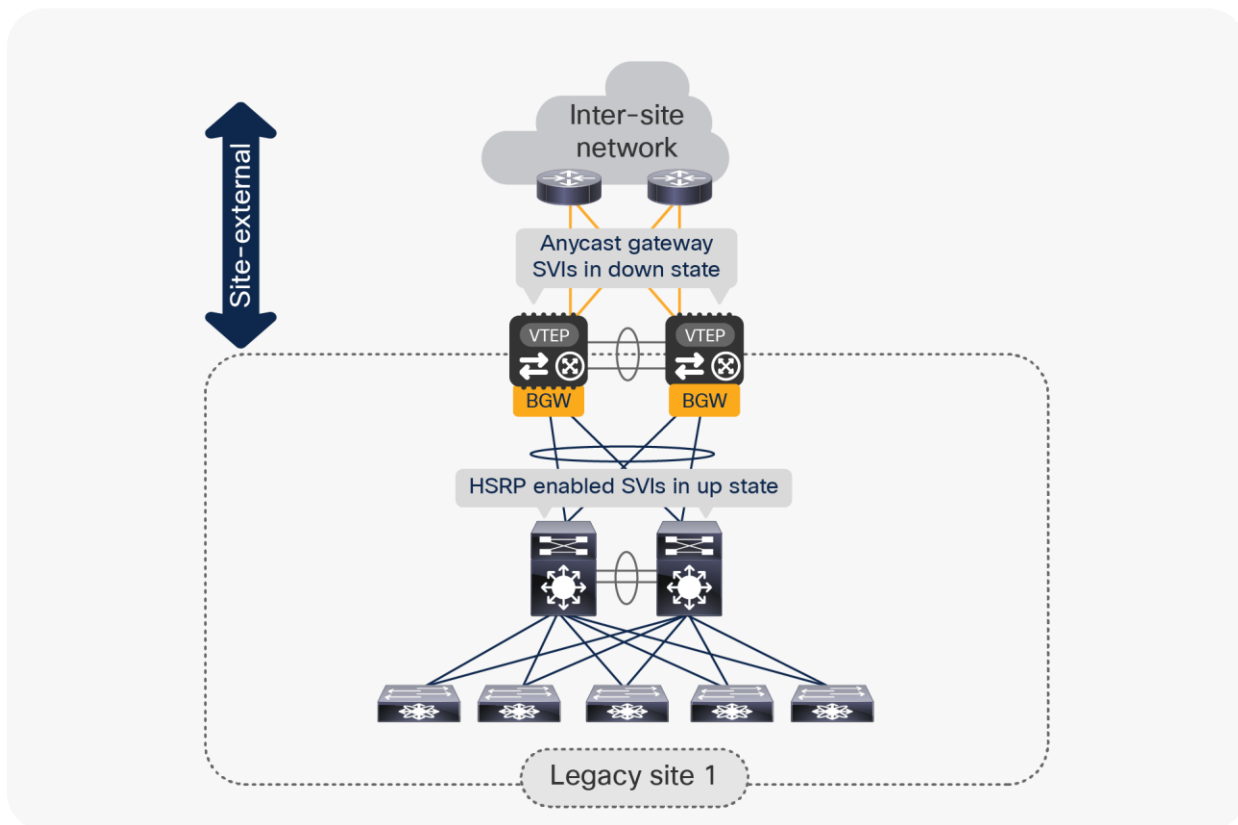 Inter-site
network
Site-external
Anycast gateway
SVIs in down state
VTEP
VTEP
BGW
BGW
HSRP enabled SVIs in up state
Legacy site 1